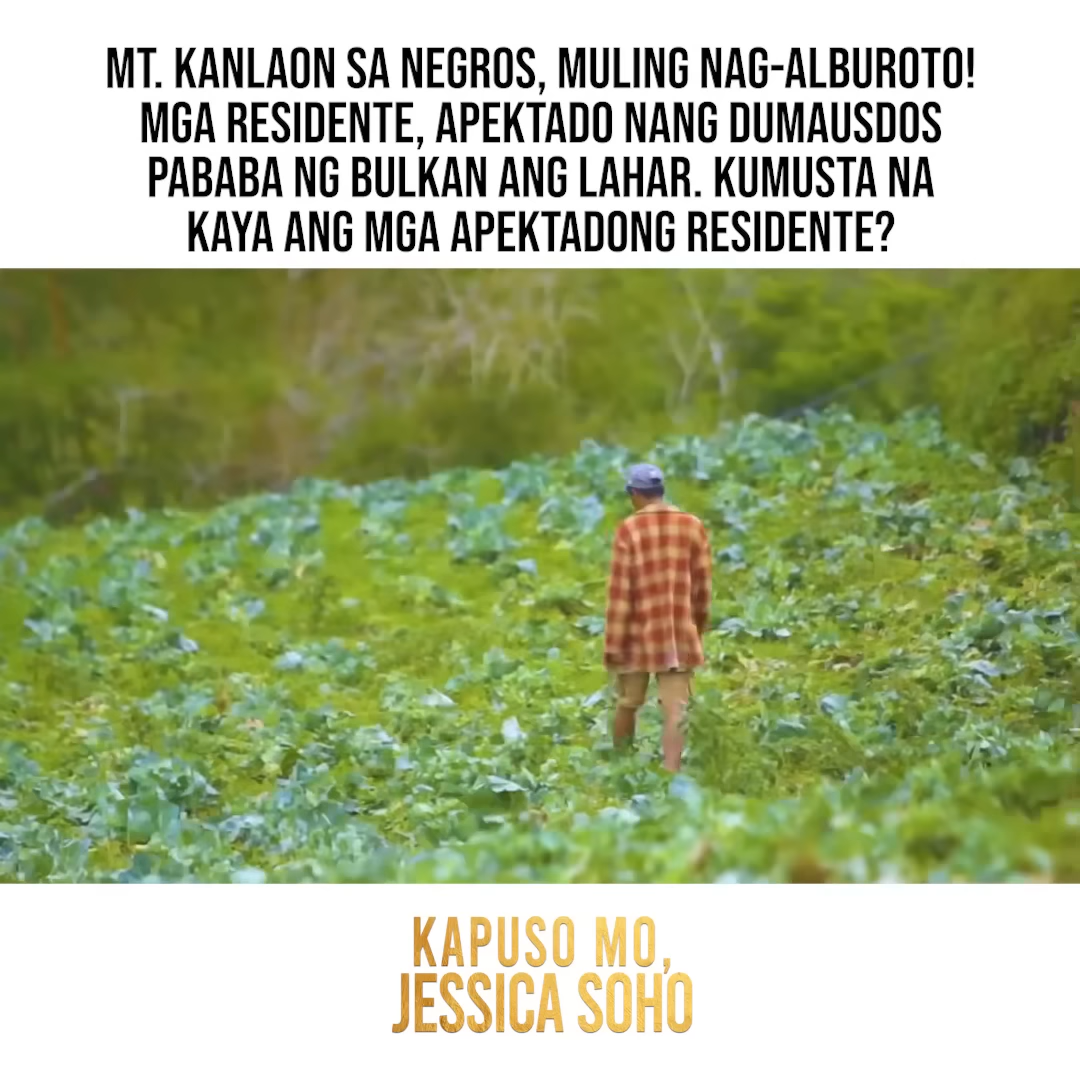 MT. KANLAON SA NEGROS, MULING NAG-ALBUROTO!
MGA RESIDENTE, APEKTADO NANG DUMAUSDOS
PABABA NG BULKAN ANG LAHAR. KUMUSTA NA
KAYA ANG MGA APEKTADONG RESIDENTE?
KAPUSO MO,
JESSICA SOHO